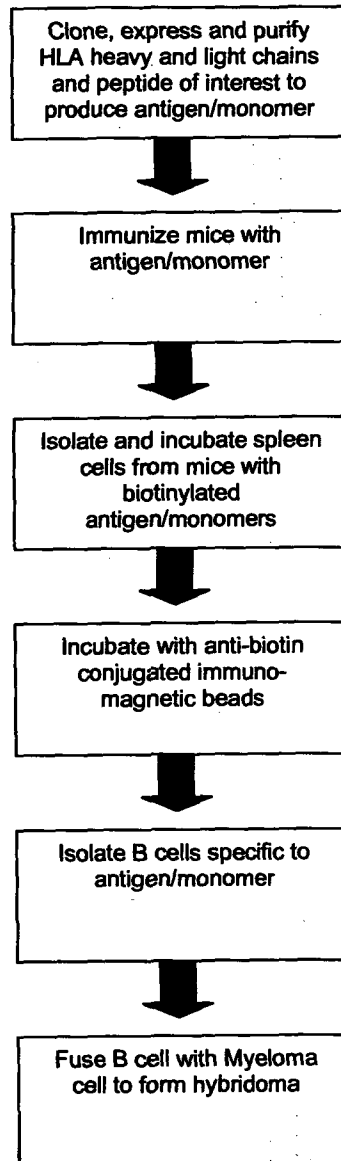 Clone, express and purify
HLA heavy and light chains
and peptide of interest to
produce antigen/monomer
Immunize mice with
antigen/monomer
Isolate and incubate spleen
cells from mice with
biotinylated
antigen/monomers
Incubate with anti-biotin
conjugated immuno-
magnetic beads
Isolate B cells specific to
antigen/monomer
Fuse B cell with Myeloma
cell to form hybridoma